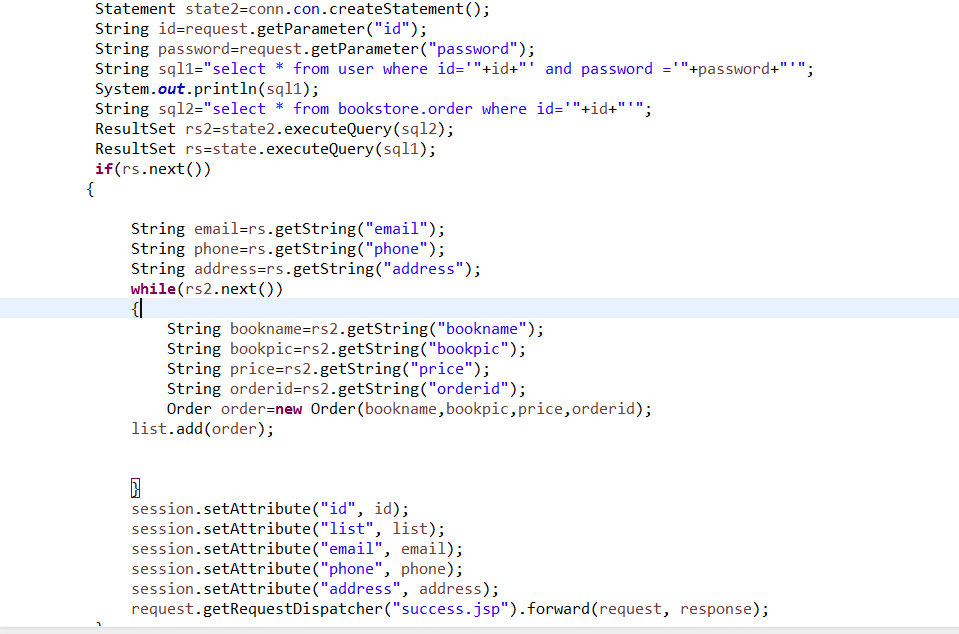 Statement state2=conn.con.createStatement();
String id=request.getParameter("id");
String password=request.getParameter("password");
String sql1="select * from user where id='"+id+"' and password ='"+password+"'";
System.out.println(sql1);
String sql2="select * from bookstore.order where id='"+id+"'";
ResultSet rs2=state2.executeQuery(sql2);
ResultSet rs=state.executeQuery(sql1);
if(rs.next())
{
String email=rs.getString("email");
String phone=rs.getString("phone");
String address=rs.getString("address");
while(rs2.next())
{
String bookname=rs2.getString("bookname");
String bookpic=rs2.getString("bookpic");
String price=rs2.getString("price");
String orderid=rs2.getString("orderid");
Order order=new Order(bookname,bookpic,price,orderid);
list.add(order);
}
session.setAttribute("id", id);
session.setAttribute("list", list);
session.setAttribute("email", email);
session.setAttribute("phone", phone);
session.setAttribute("address", address);
request.getRequestDispatcher("success.jsp").forward(request, response);